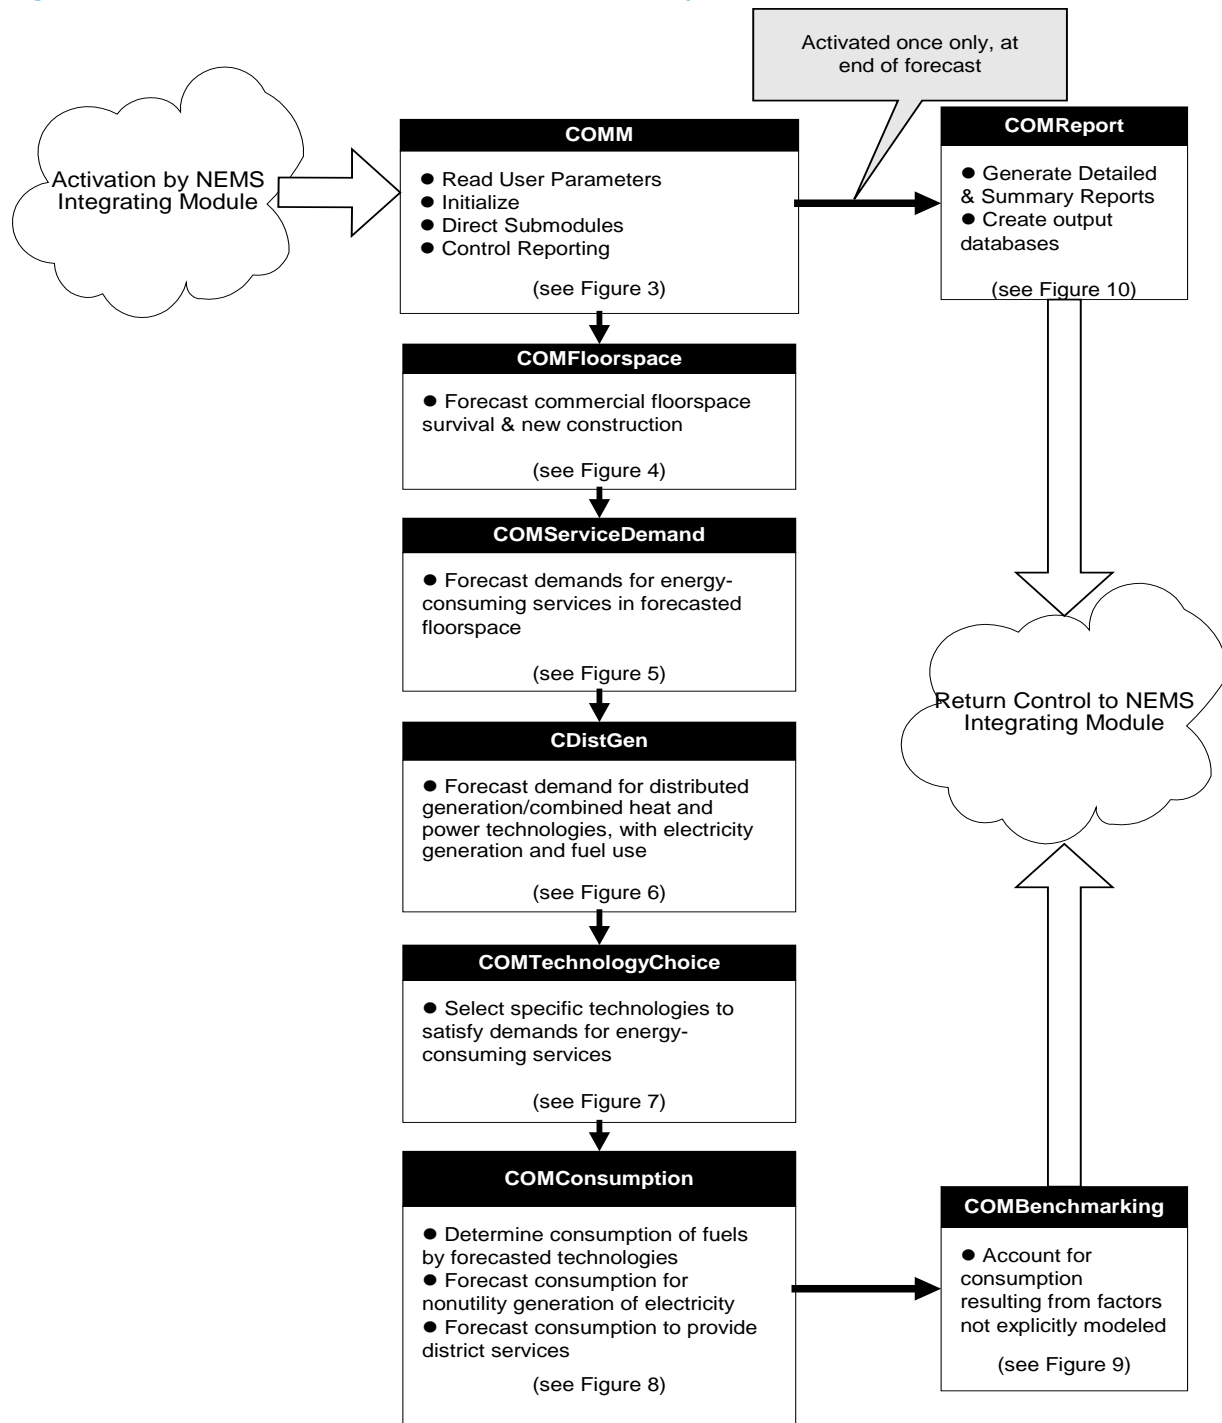 Activated once only, at
end of forecast
Activation by NEMS
Integrating Module
COMM
● Read User Parameters
● Initialize
● Direct Submodules
● Control Reporting
(see Figure 3)
COMReport
● Generate Detailed
& Summary Reports
● Create output
databases
(see Figure 10)
COMFloorspace
● Forecast commercial floorspace
survival & new construction
(see Figure 4)
COMServiceDemand
● Forecast demands for energy-
consuming services in forecasted
floorspace
(see Figure 5)
Return Control to NEMS
Integrating Module
CDistGen
● Forecast demand for distributed
generation/combined heat and
power technologies, with electricity
generation and fuel use
(see Figure 6)
COMTechnologyChoice
● Select specific technologies to
satisfy demands for energy-
consuming services
(see Figure 7)
COMConsumption
● Determine consumption of fuels
by forecasted technologies
● Forecast consumption for
nonutility generation of electricity
● Forecast consumption to provide
district services
(see Figure 8)
COMBenchmarking
● Account for
consumption
resulting from factors
not explicitly modeled
(see Figure 9)